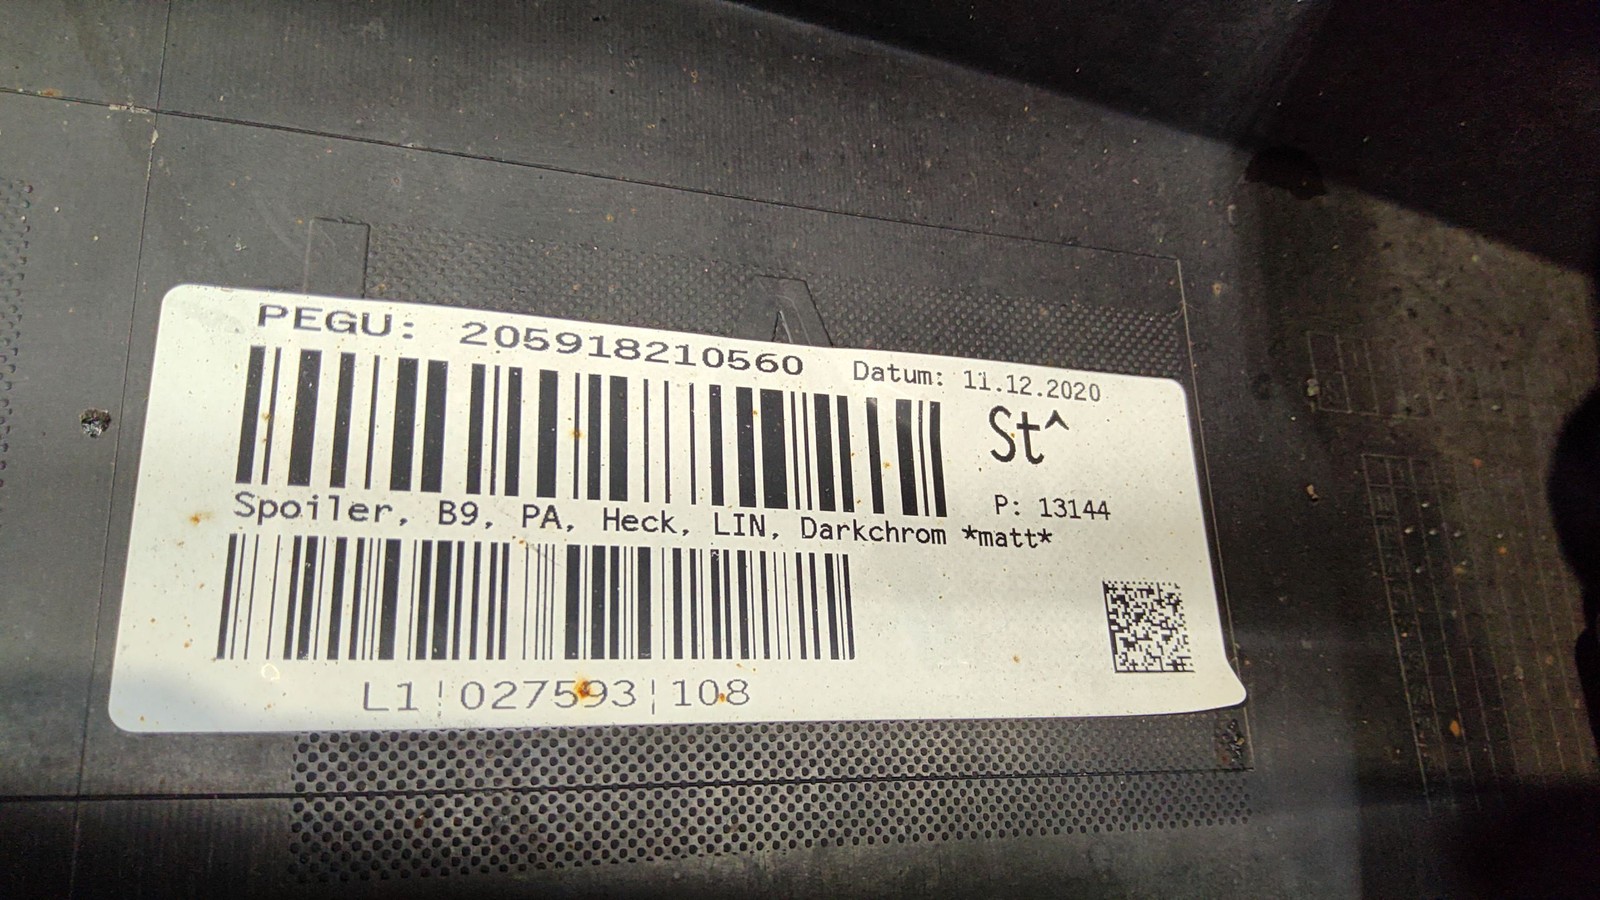 PEGU: 205918210560 Datum: 11.12.2020
St^
P: 13144
Spoiler, B9, PA, Heck, LIN, Darkchrom *matt*
L1¦027593¦108